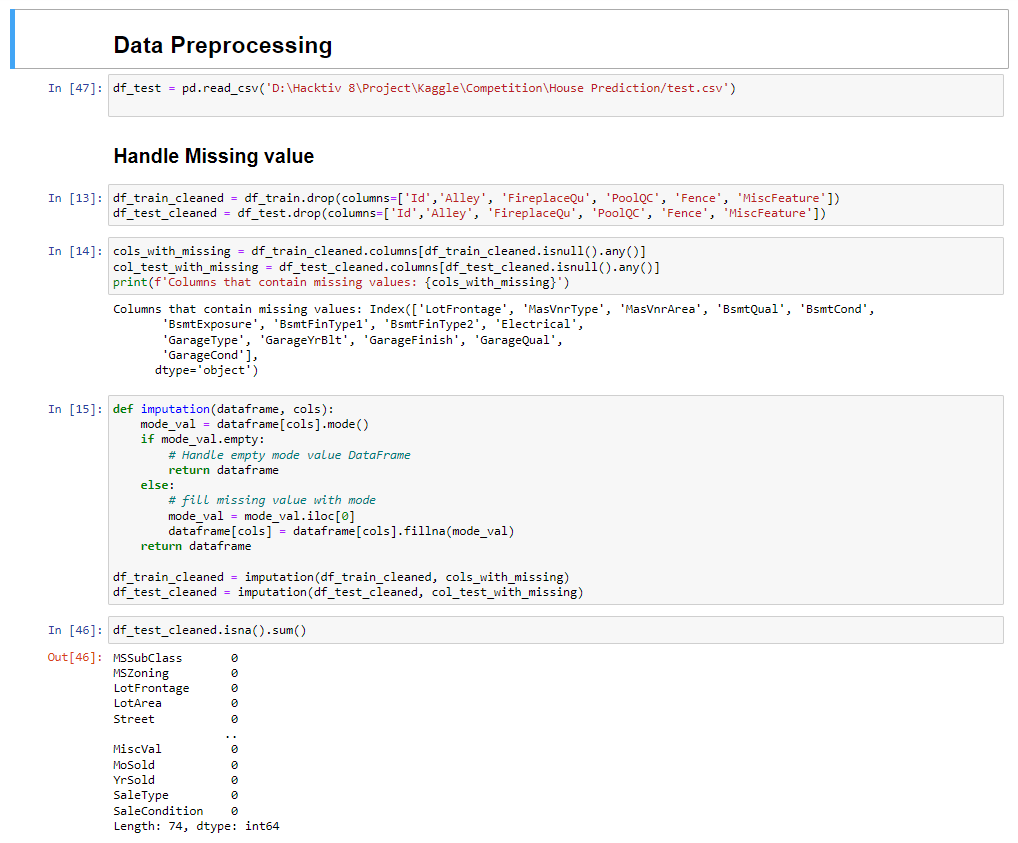 Data Preprocessing
In [47]: df_test = pd.read_csv('D:\Hacktiv 8\Project\Kaggle\Competition\House Prediction/test.csv')
Handle Missing value
In [13]: df_train_cleaned = df_train.drop(columns=['Id','Alley', 'FireplaceQu', 'PoolQC', 'Fence', 'MiscFeature'])
df_test_cleaned = df_test.drop(columns=['Id','Alley', 'FireplaceQu', 'PoolQC', 'Fence', 'MiscFeature'])
In [14]: cols_with_missing = df_train_cleaned.columns[df_train_cleaned.isnull().any()]
col_test_with_missing = df_test_cleaned.columns[df_test_cleaned.isnull().any()]
print(f'Columns that contain missing values: {cols_with_missing}')
Columns that contain missing values: Index(['LotFrontage', 'MasVnrType', 'MasVnrArea', 'BsmtQual', 'BsmtCond',
       'BsmtExposure', 'BsmtFinType1', 'BsmtFinType2', 'Electrical',
       'GarageType', 'GarageYrBlt', 'GarageFinish', 'GarageQual',
       'GarageCond'],
      dtype='object')
In [15]: def imputation(dataframe, cols):
    mode_val = dataframe[cols].mode()
    if mode_val.empty:
        # Handle empty mode value DataFrame
        return dataframe
    else:
        # fill missing value with mode
        mode_val = mode_val.iloc[0]
        dataframe[cols] = dataframe[cols].fillna(mode_val)
    return dataframe
df_train_cleaned = imputation(df_train_cleaned, cols_with_missing)
df_test_cleaned = imputation(df_test_cleaned, col_test_with_missing)
In [46]: df_test_cleaned.isna().sum()
Out[46]: MSSubClass       0
MSZoning         0
LotFrontage      0
LotArea          0
Street           0
                ..
MiscVal          0
MoSold           0
YrSold           0
SaleType         0
SaleCondition    0
Length: 74, dtype: int64